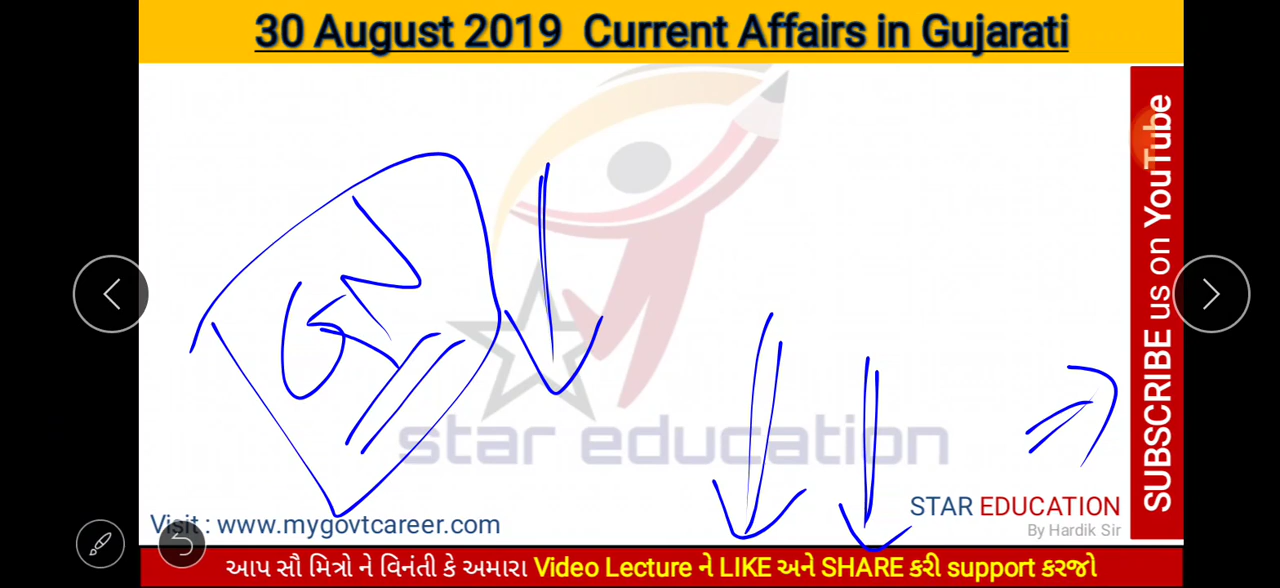 30 August 2019 Current Affairs in Gujarati
SUBSCRIBE us on YouTube
GN
star education
STAR EDUCATION
By Hardik Sir
Visit : www.mygovtcareer.com
આપ સૌ મિત્રો ને વિનંતી કે અમારા Video Lecture ને LIKE અને SHARE કરી support કરજો